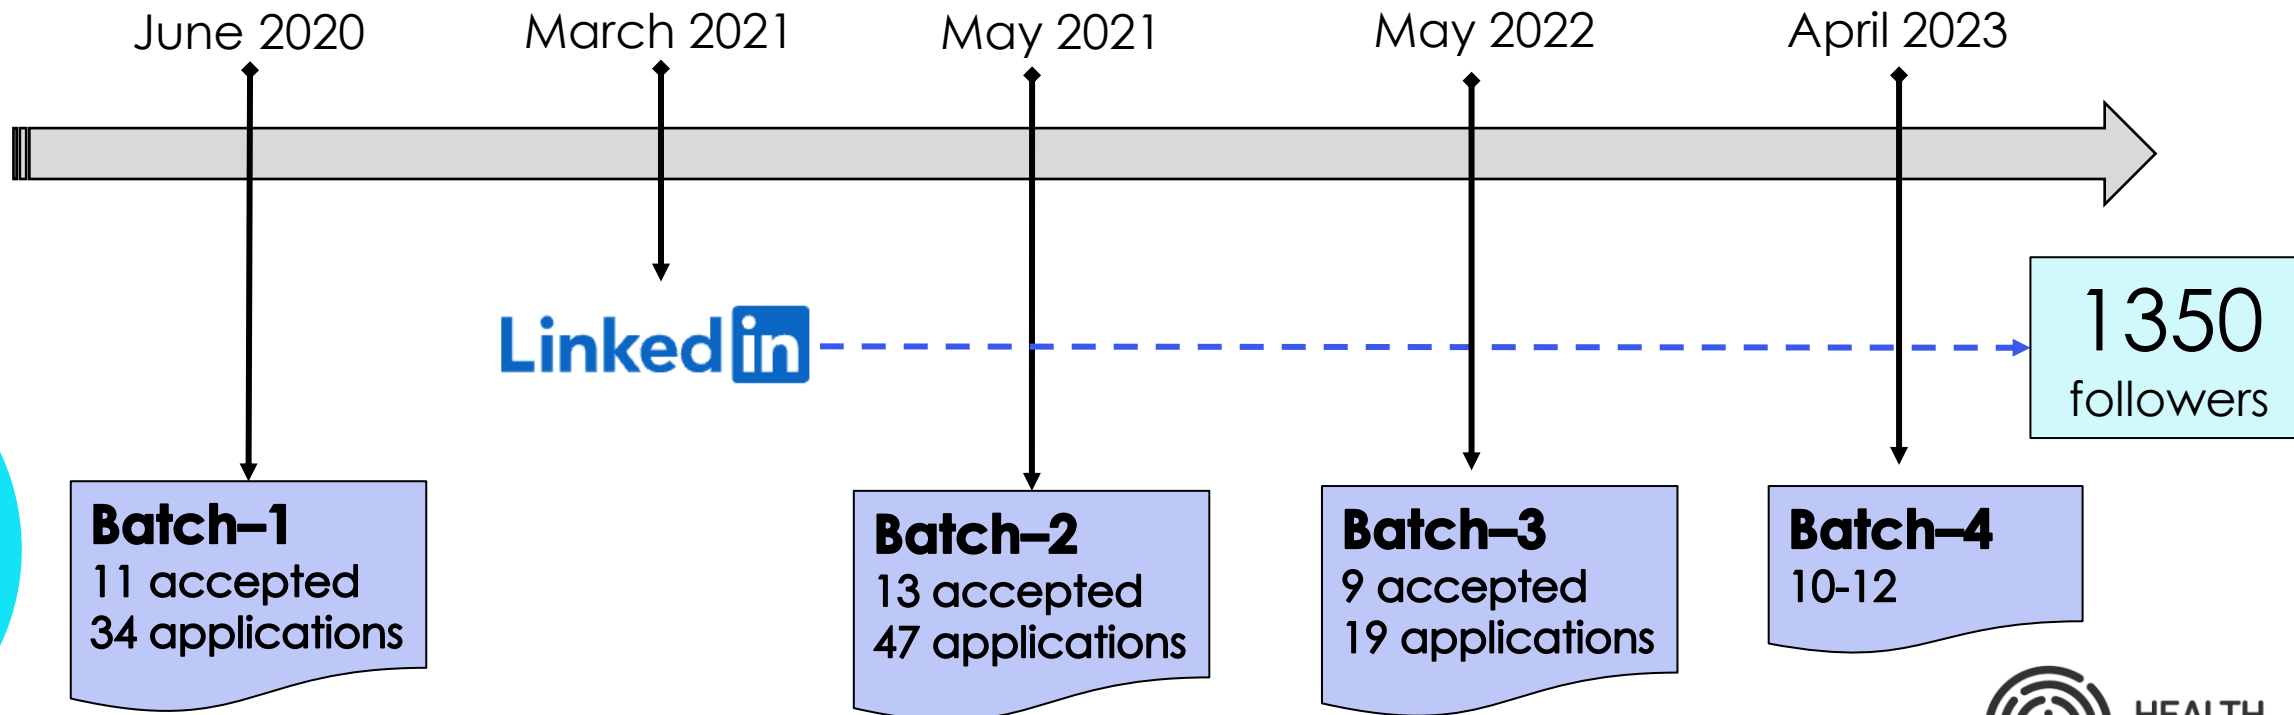 June 2020
March 2021
May 2021
May 2022
April 2023
Linkedin
1350
followers
Batch–1
11 accepted
34 applications
Batch–2
13 accepted
47 applications
Batch–3
9 accepted
19 applications
Batch–4
10-12
HEALTH